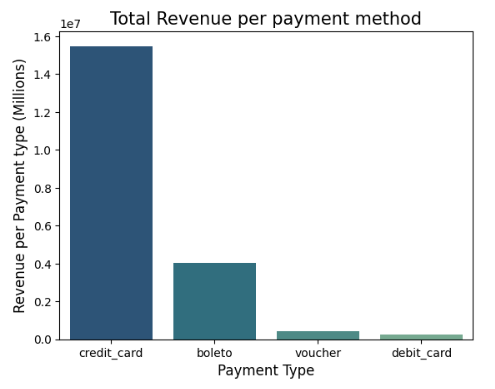 Total Revenue per payment method
1e7
1.6
1.4
1.2
1.0
0.8
0.6
0.4
0.2
0.0
Revenue per Payment type (Millions)
credit_card boleto voucher debit_card
Payment Type